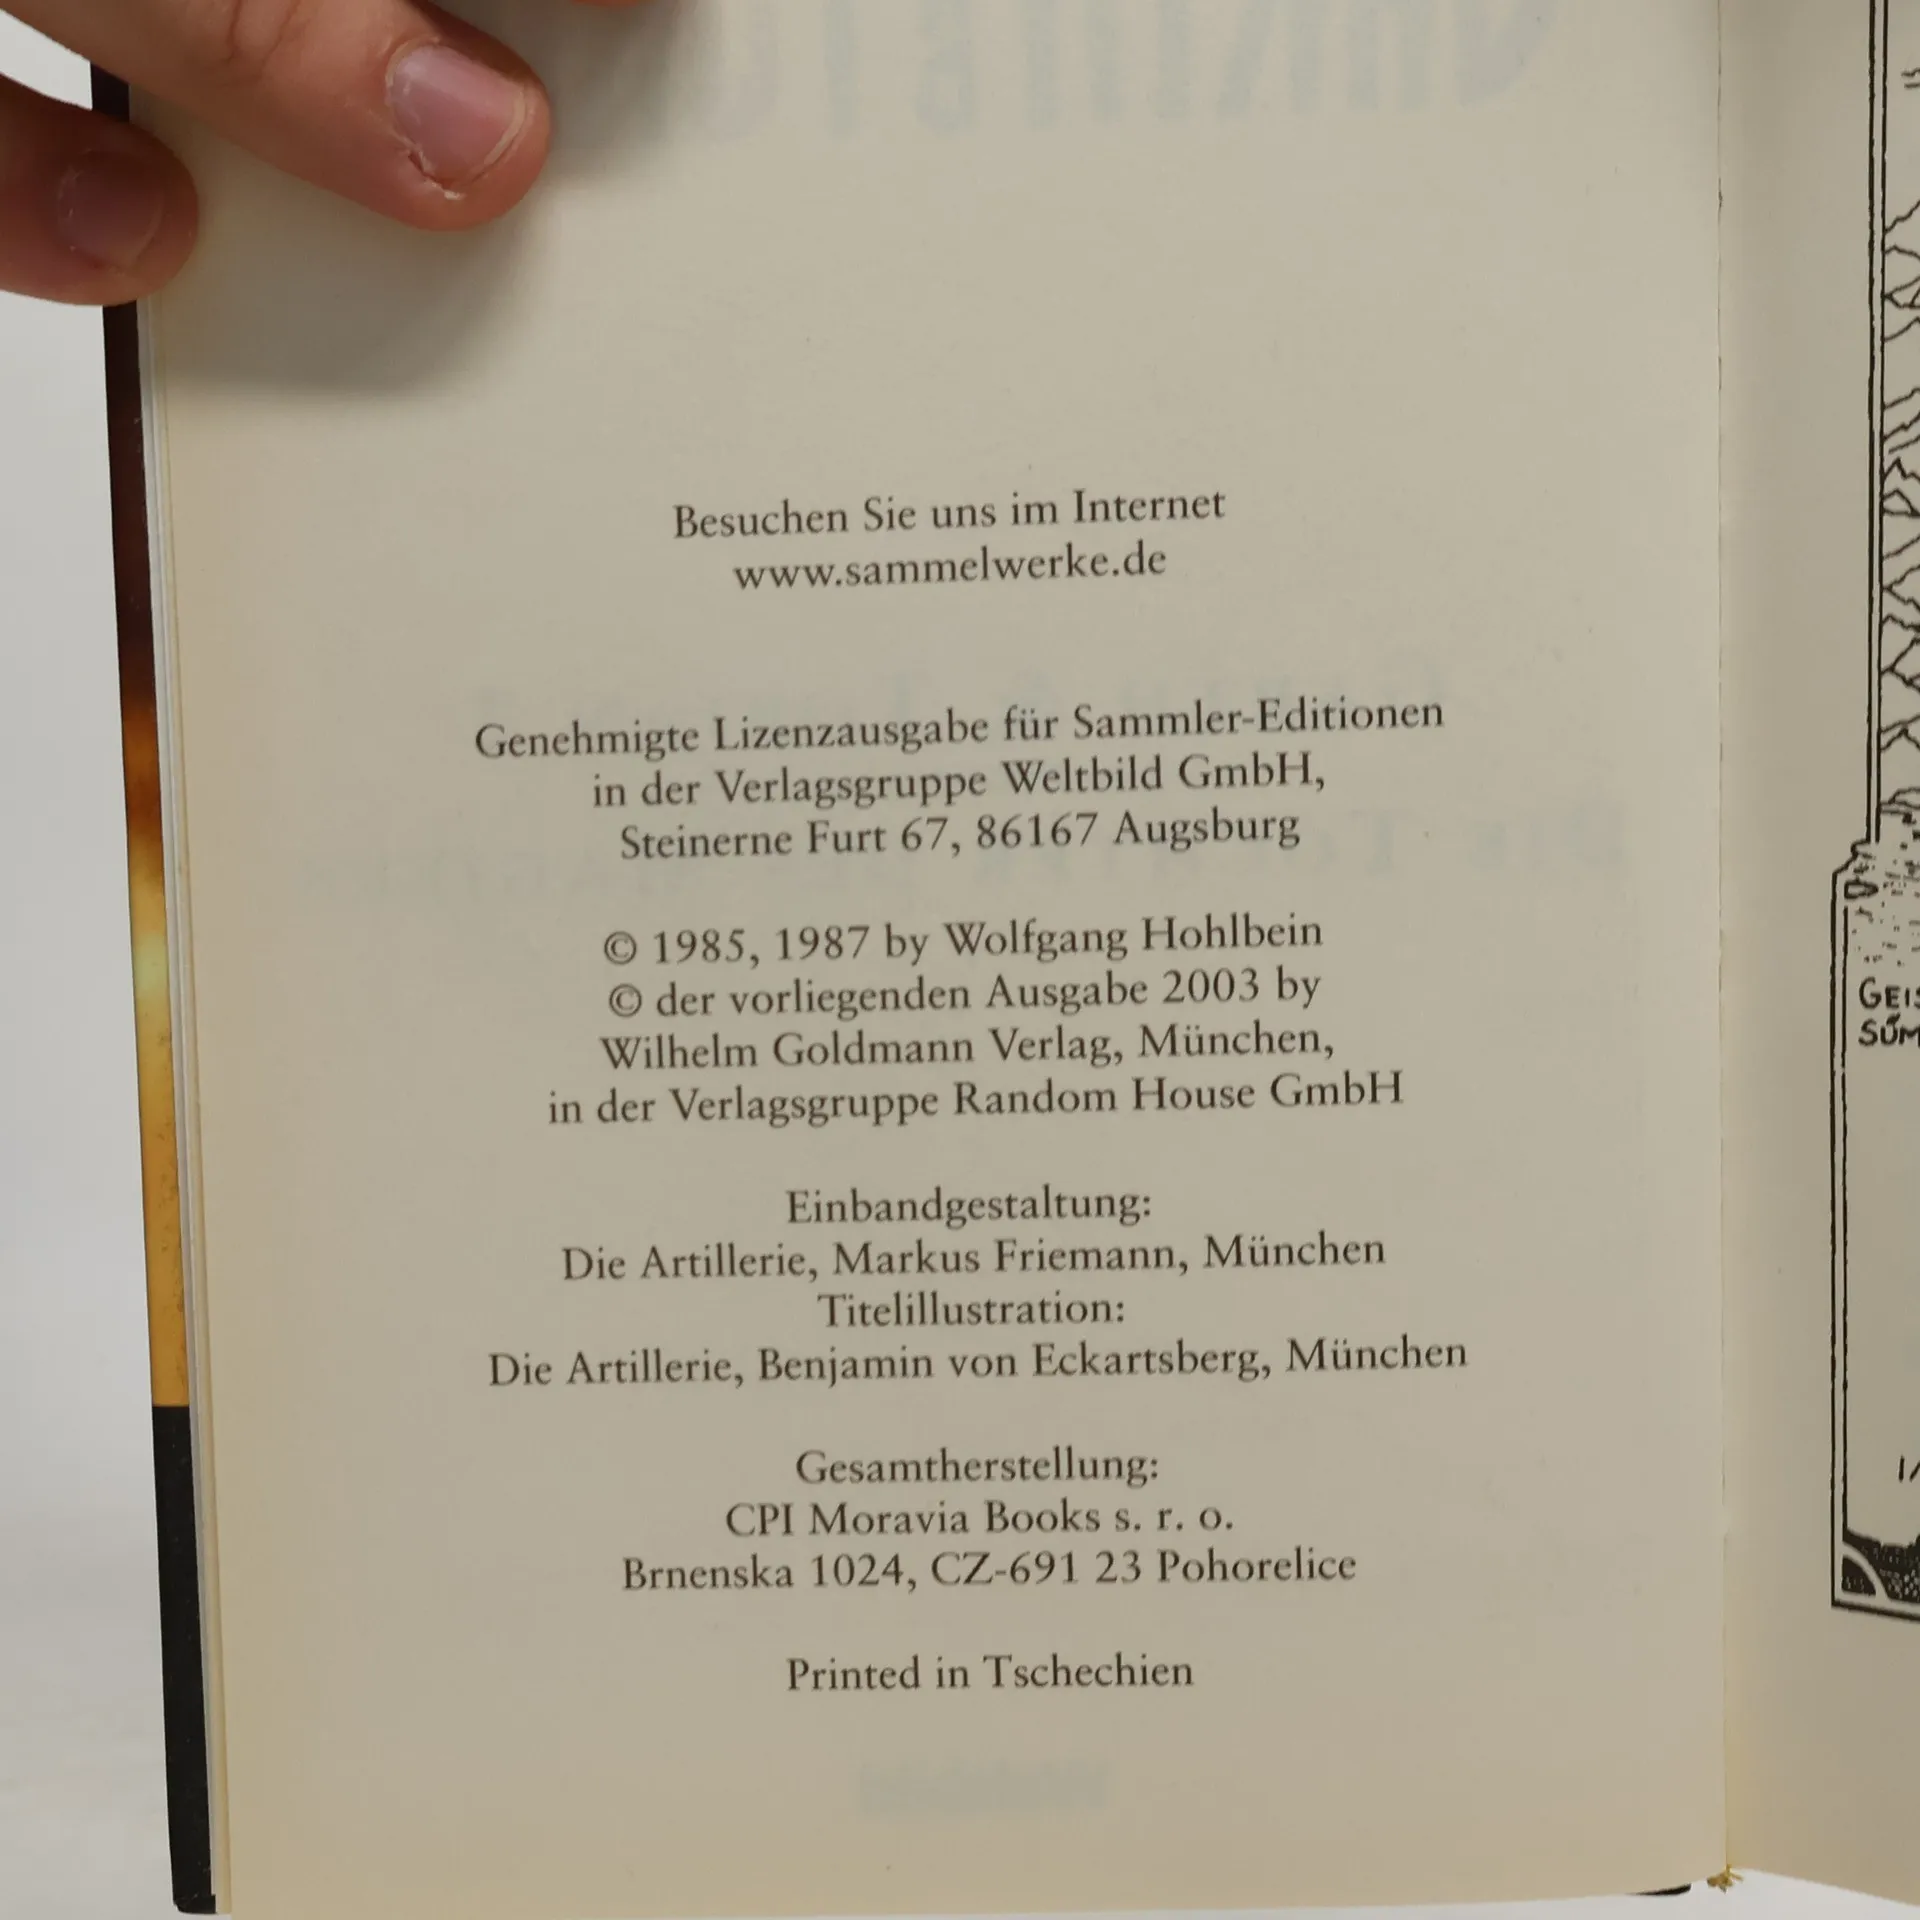 Besuchen Sie uns im Internet
www.sammelwerke.de
Genehmigte Lizenzausgabe für Sammler-Editionen
in der Verlagsgruppe Weltbild GmbH,
Steinerne Furt 67, 86167 Augsburg
© 1985, 1987 by Wolfgang Hohlbein
© der vorliegenden Ausgabe 2003 by
Wilhelm Goldmann Verlag, München,
in der Verlagsgruppe Random House GmbH
Einbandgestaltung:
Die Artillerie, Markus Friemann, München
Titelillustration:
Die Artillerie, Benjamin von Eckartsberg, München
Gesamtherstellung:
CPI Moravia Books s. r. o.
Brnenska 1024, CZ-691 23 Pohorelice
Printed in Tschechien